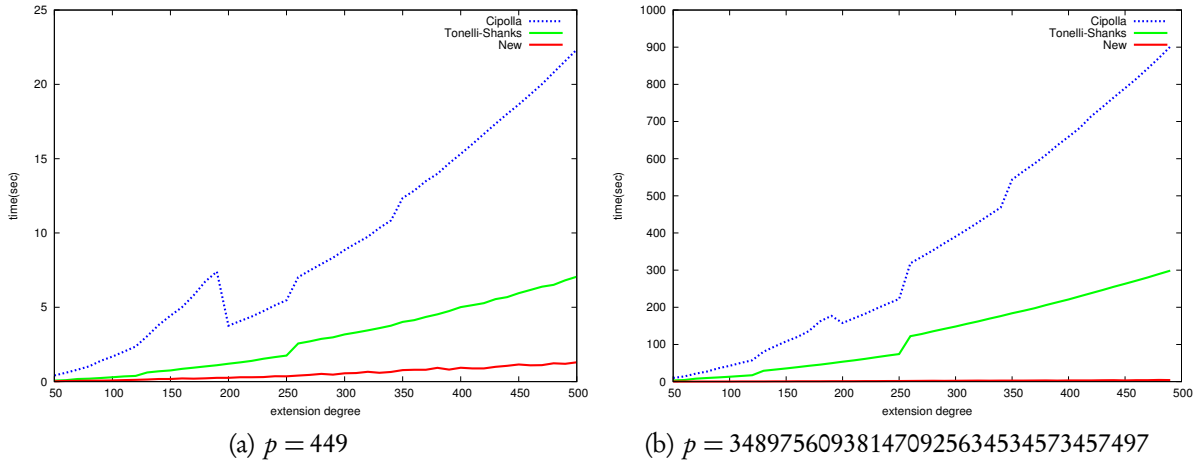 25
20
15
10
5
0
time(sec)
50 100 150 200 250 300 350 400 450 500
extension degree
Cipolla
Tonelli-Shanks
New
(a) p = 449
1000
900
800
700
600
500
400
300
200
100
0
time(sec)
50 100 150 200 250 300 350 400 450 500
extension degree
Cipolla
Tonelli-Shanks
New
(b) p = 348975609381470925634534573457497